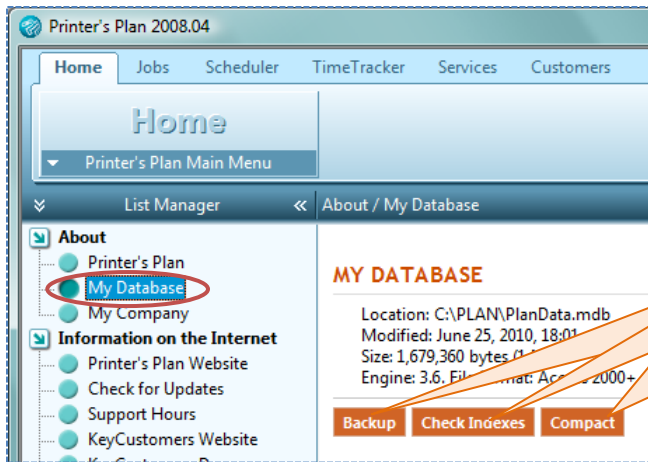 Printer's Plan 2008.04
Home Jobs Scheduler TimeTracker Services Customers
Home
Printer's Plan Main Menu
List Manager « About / My Database
About
Printer's Plan
My Database
My Company
Information on the Internet
Printer's Plan Website
Check for Updates
Support Hours
KeyCustomers Website
MY DATABASE
Location: C:\PLAN\PlanData.mdb
Modified: June 25, 2010, 18:01
Size: 1,679,360 bytes
Engine: 3.6. 2000+
Backup Check Indexes Compact